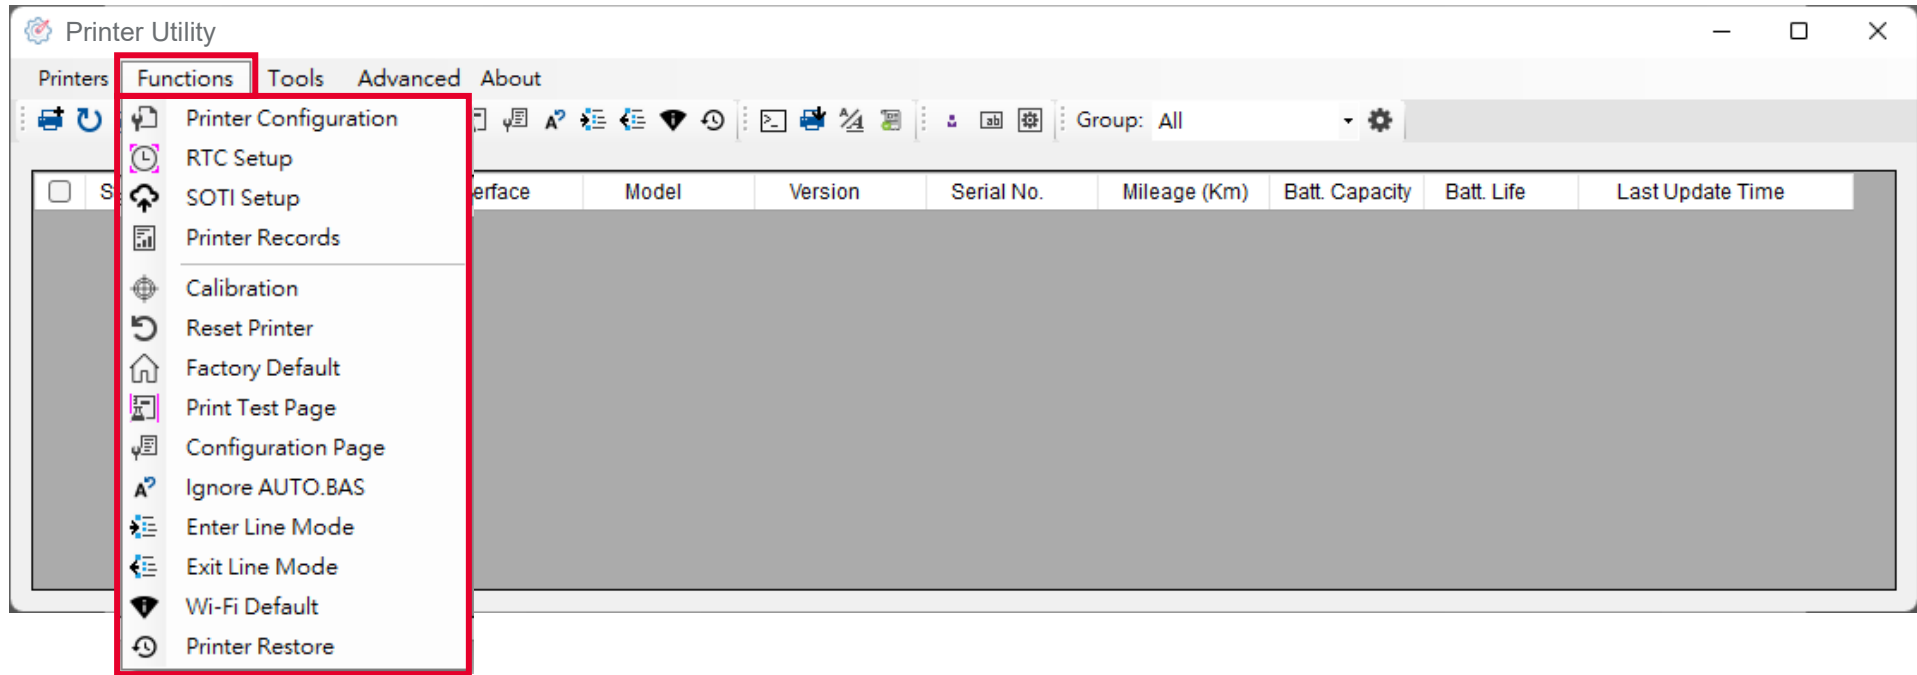 Printer Utility
Printers Functions Tools Advanced About
Group: All
Model Version Serial No. Mileage (Km) Batt. Capacity Batt. Life Last Update Time
Printer Configuration
RTC Setup
SOTI Setup
Printer Records
Calibration
Reset Printer
Factory Default
Print Test Page
Configuration Page
Ignore AUTO.BAS
Enter Line Mode
Exit Line Mode
Wi-Fi Default
Printer Restore